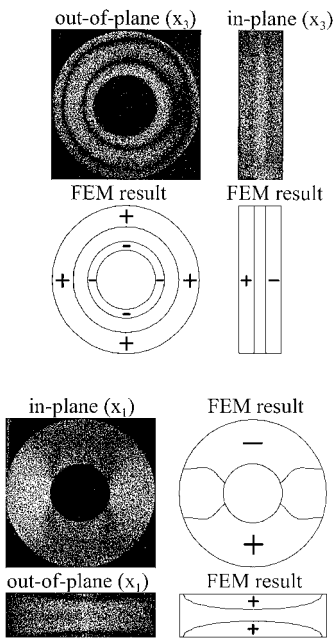 out-of-plane (x₃) in-plane (x₃)
FEM result FEM result
+ + - - - - + + + -
in-plane (x₁) FEM result
- +
out-of-plane (x₁) FEM result
+ +